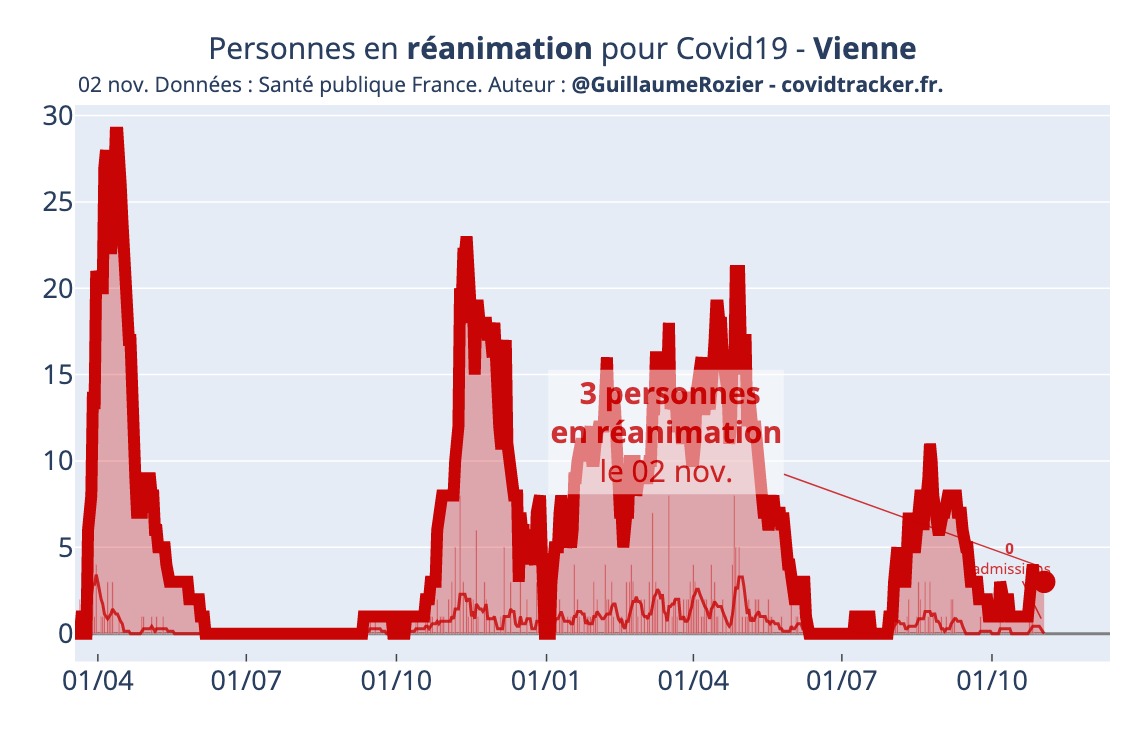 Personnes en réanimation pour Covid19 - Vienne
02 nov. Données : Santé publique France. Auteur : @GuillaumeRozier - covidtracker.fr.
30
25
20
15
10
5
0
3 personnes
en réanimation
le 02 nov.
0
admissions
01/04 01/07 01/10 01/01 01/04 01/07 01/10